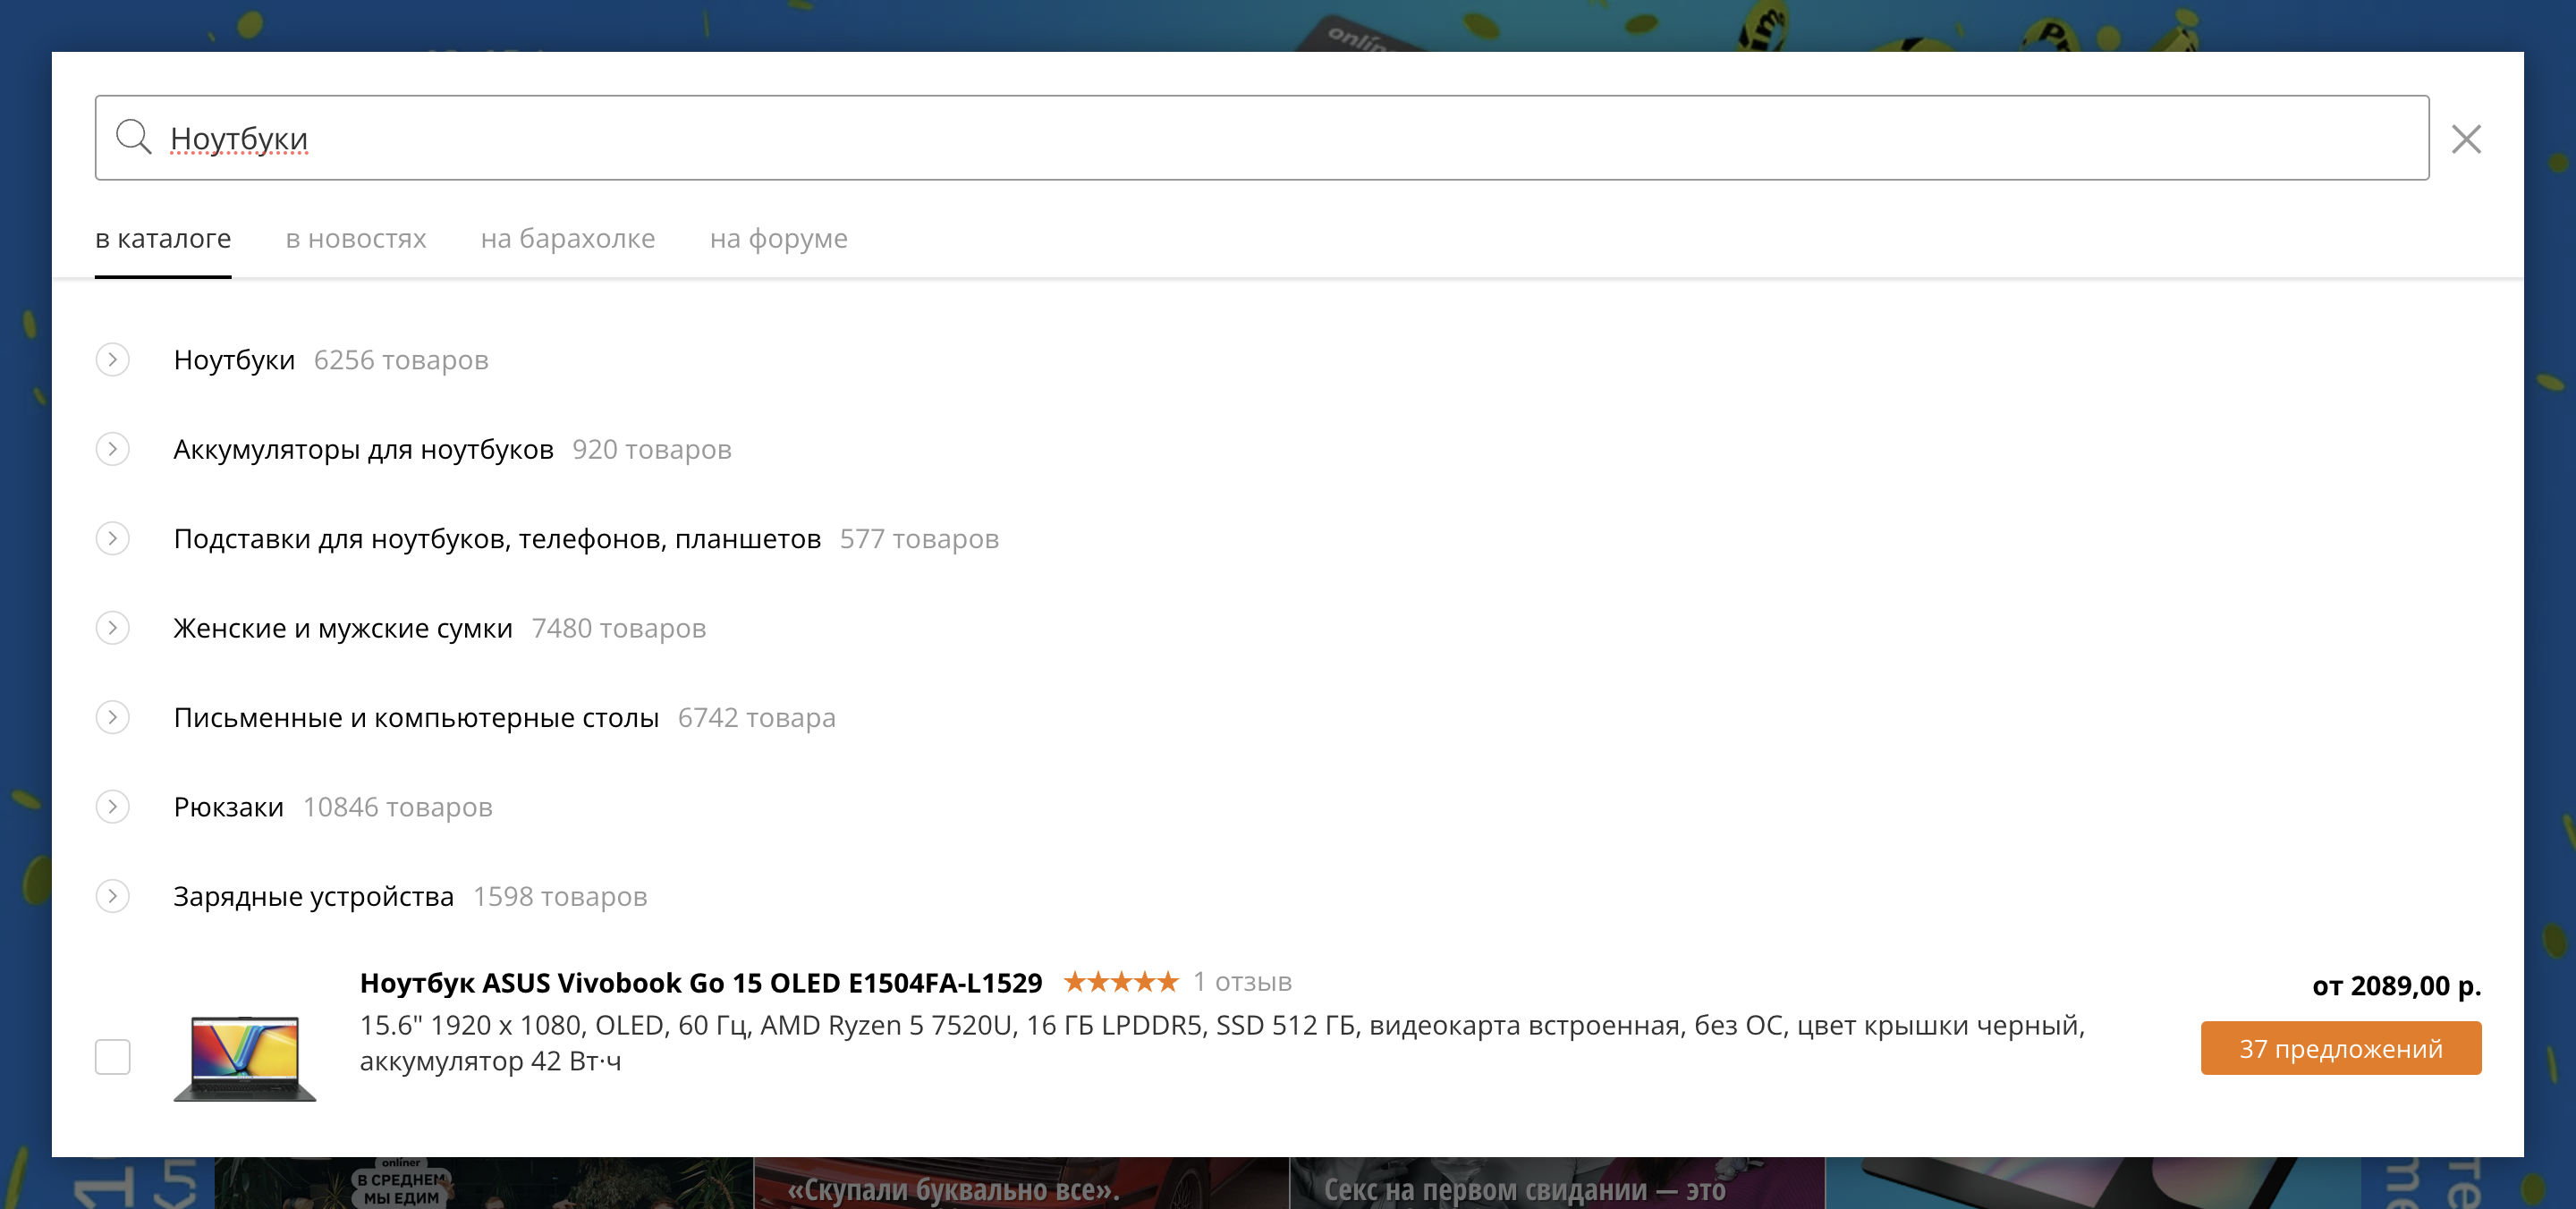 onlin
Ноутбуки
в каталоге в новостях на барахолке на форуме
Ноутбуки 6256 товаров
Аккумуляторы для ноутбуков 920 товаров
Подставки для ноутбуков, телефонов, планшетов 577 товаров
Женские и мужские сумки 7480 товаров
Письменные и компьютерные столы 6742 товара
Рюкзаки 10846 товаров
Зарядные устройства 1598 товаров
Ноутбук ASUS Vivobook Go 15 OLED E1504FA-L1529 1 отзыв
15.6" 1920 x 1080, OLED, 60 Гц, AMD Ryzen 5 7520U, 16 ГБ LPDDR5, SSD 512 ГБ, видеокарта встроенная, без ОС, цвет крышки черный,
аккумулятор 42 Вт·ч
от 2089,00 р.
37 предложений
onliner
В СРЕДНЕМ
МЫ ЕДИМ
«Скупали буквально все».
Секс на первом свидании — это